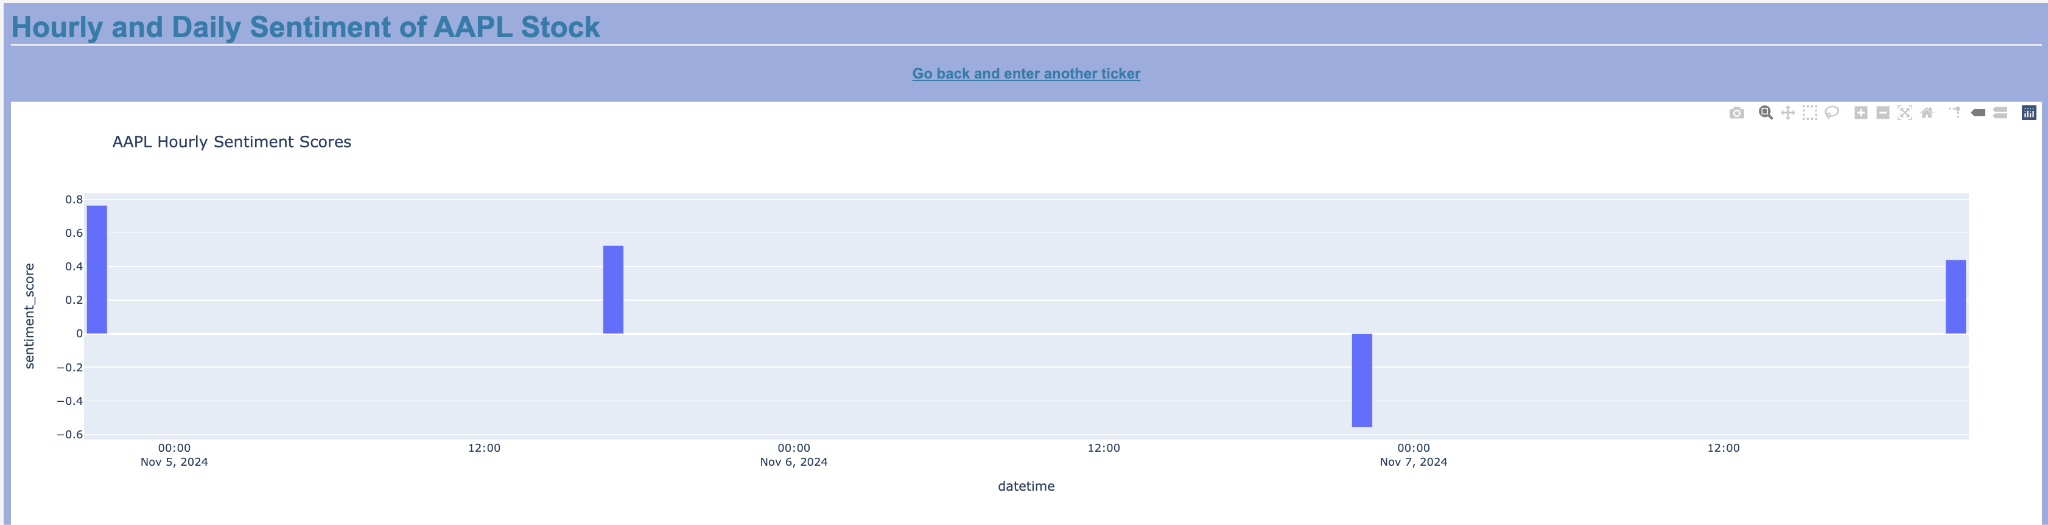 Hourly and Daily Sentiment of AAPL Stock
Go back and enter another ticker
AAPL Hourly Sentiment Scores
sentiment_score
0.8
0.6
0.4
0.2
0
−0.2
−0.4
−0.6
00:00 12:00 00:00 12:00 00:00 12:00
Nov 5, 2024 Nov 6, 2024 Nov 7, 2024
datetime